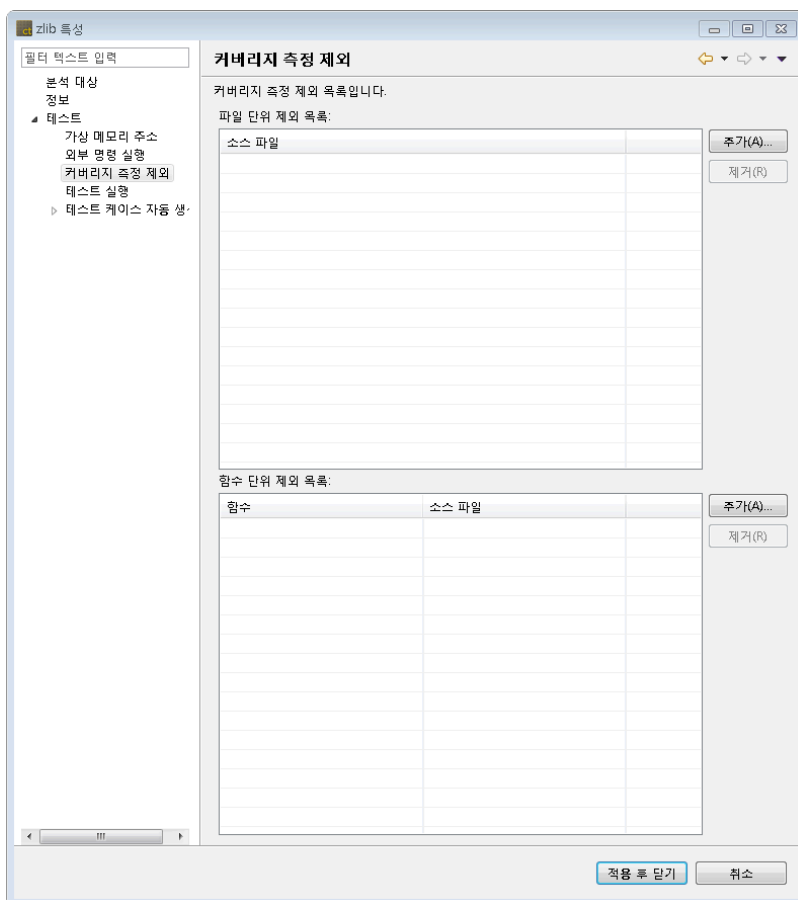 ct zlib 특성
필터 텍스트 입력
분석 대상
정보
테스트
가상 메모리 주소
외부 명령 실행
커버리지 측정 제외
테스트 실행
테스트 케이스 자동 생
커버리지 측정 제외
커버리지 측정 제외 목록입니다.
파일 단위 제외 목록:
소스 파일
추가(A)...
제거(R)
함수 단위 제외 목록:
함수 소스 파일
추가(A)...
제거(R)
적용 후 닫기 취소